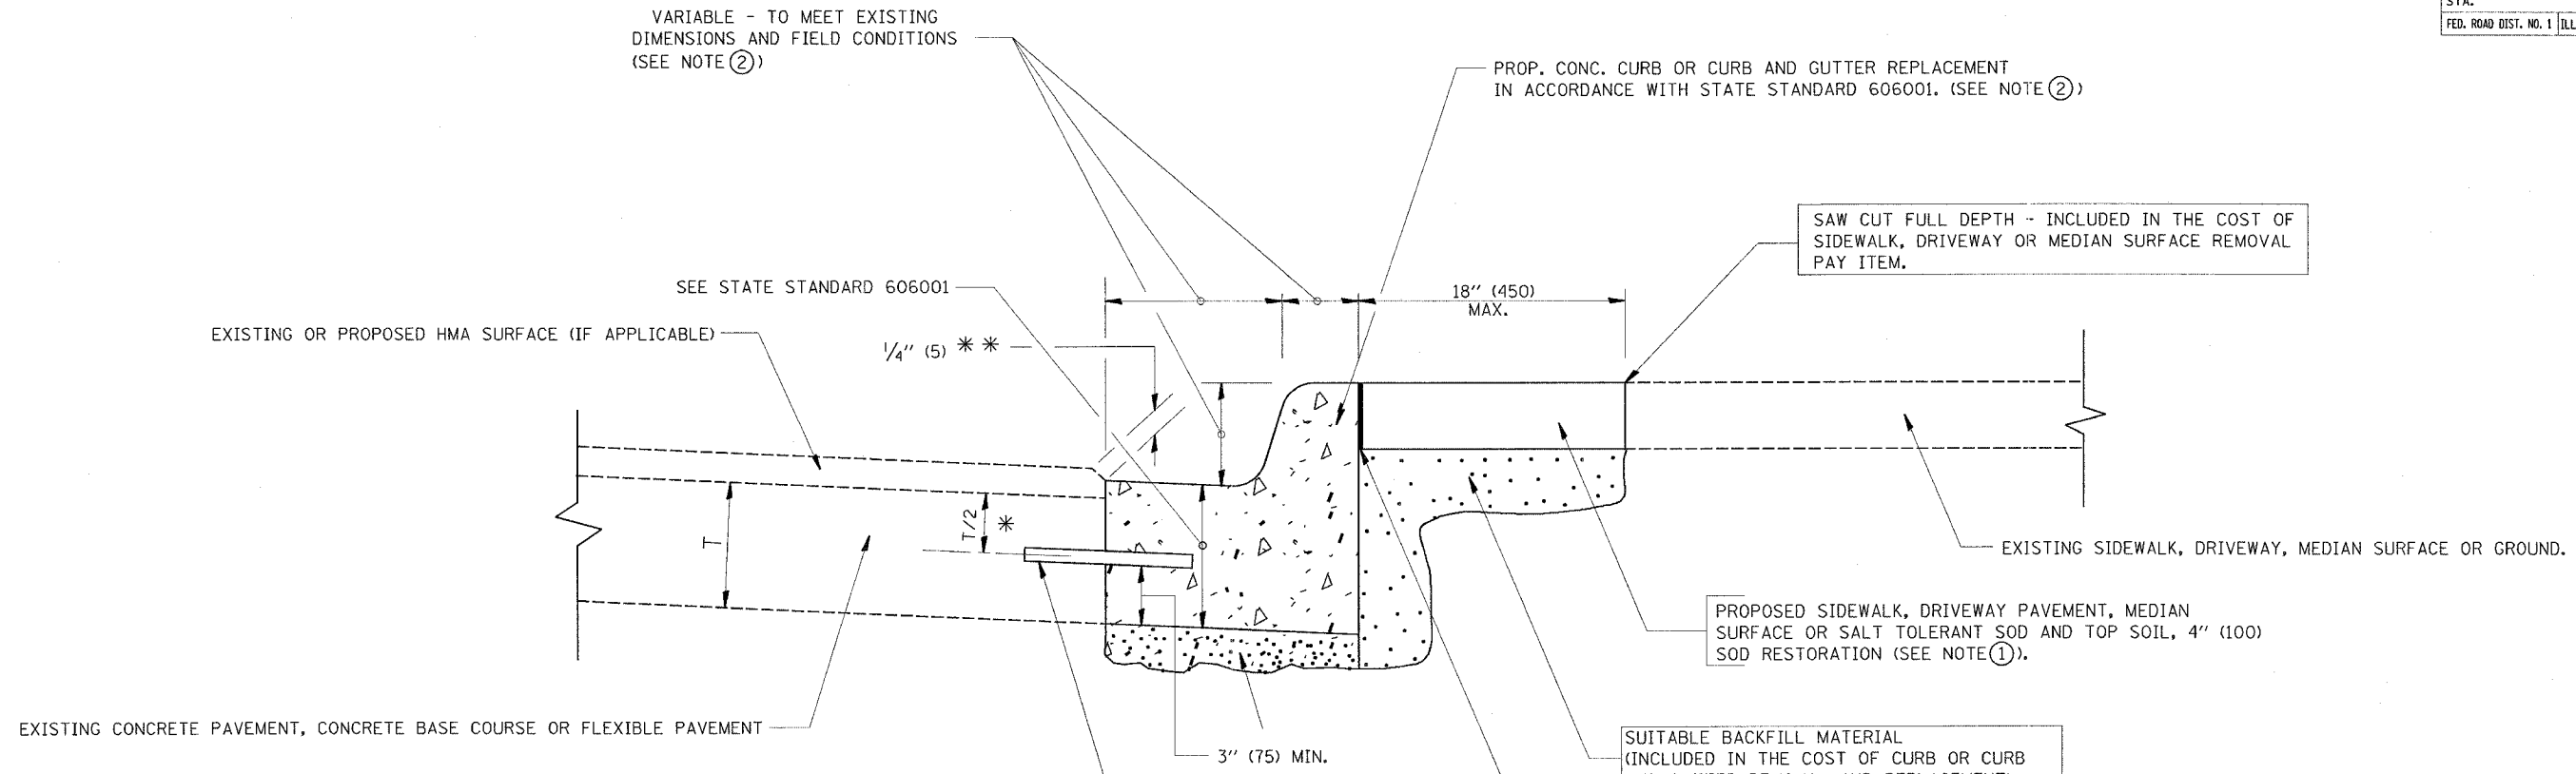 STA.
FED. ROAD DIST. NO. 1 ILL
VARIABLE - TO MEET EXISTING
DIMENSIONS AND FIELD CONDITIONS
(SEE NOTE ②)
PROP. CONC. CURB OR CURB AND GUTTER REPLACEMENT
IN ACCORDANCE WITH STATE STANDARD 606001. (SEE NOTE ②)
SAW CUT FULL DEPTH - INCLUDED IN THE COST OF
SIDEWALK, DRIVEWAY OR MEDIAN SURFACE REMOVAL
PAY ITEM.
SEE STATE STANDARD 606001
18" (450)
MAX.
EXISTING OR PROPOSED HMA SURFACE (IF APPLICABLE)
1/4" (5) * *
T
T/2 *
EXISTING SIDEWALK, DRIVEWAY, MEDIAN SURFACE OR GROUND.
PROPOSED SIDEWALK, DRIVEWAY PAVEMENT, MEDIAN
SURFACE OR SALT TOLERANT SOD AND TOP SOIL, 4" (100)
SOD RESTORATION (SEE NOTE ①).
EXISTING CONCRETE PAVEMENT, CONCRETE BASE COURSE OR FLEXIBLE PAVEMENT
3" (75) MIN.
SUITABLE BACKFILL MATERIAL
(INCLUDED IN THE COST OF CURB OR CURB